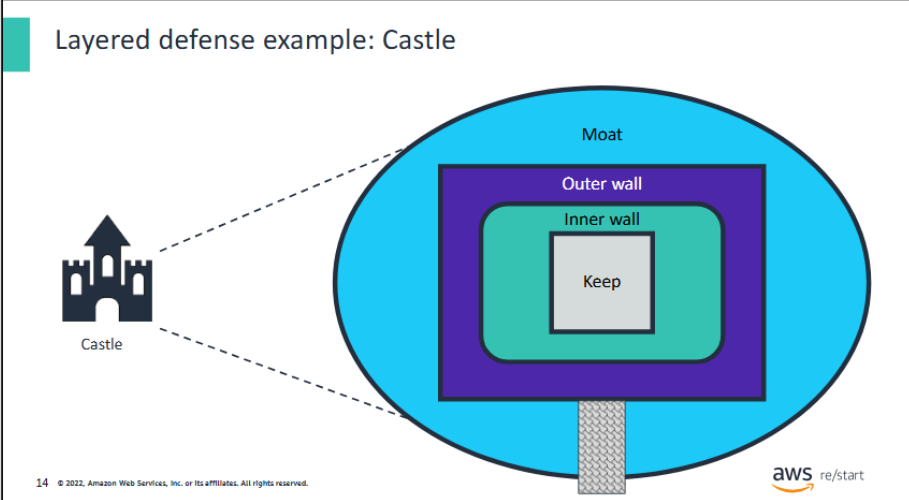 Layered defense example: Castle
Moat
Outer wall
Inner wall
Keep
Castle
14 © 2022, Amazon Web Services, Inc. or its affiliates. All rights reserved.
aws re/start